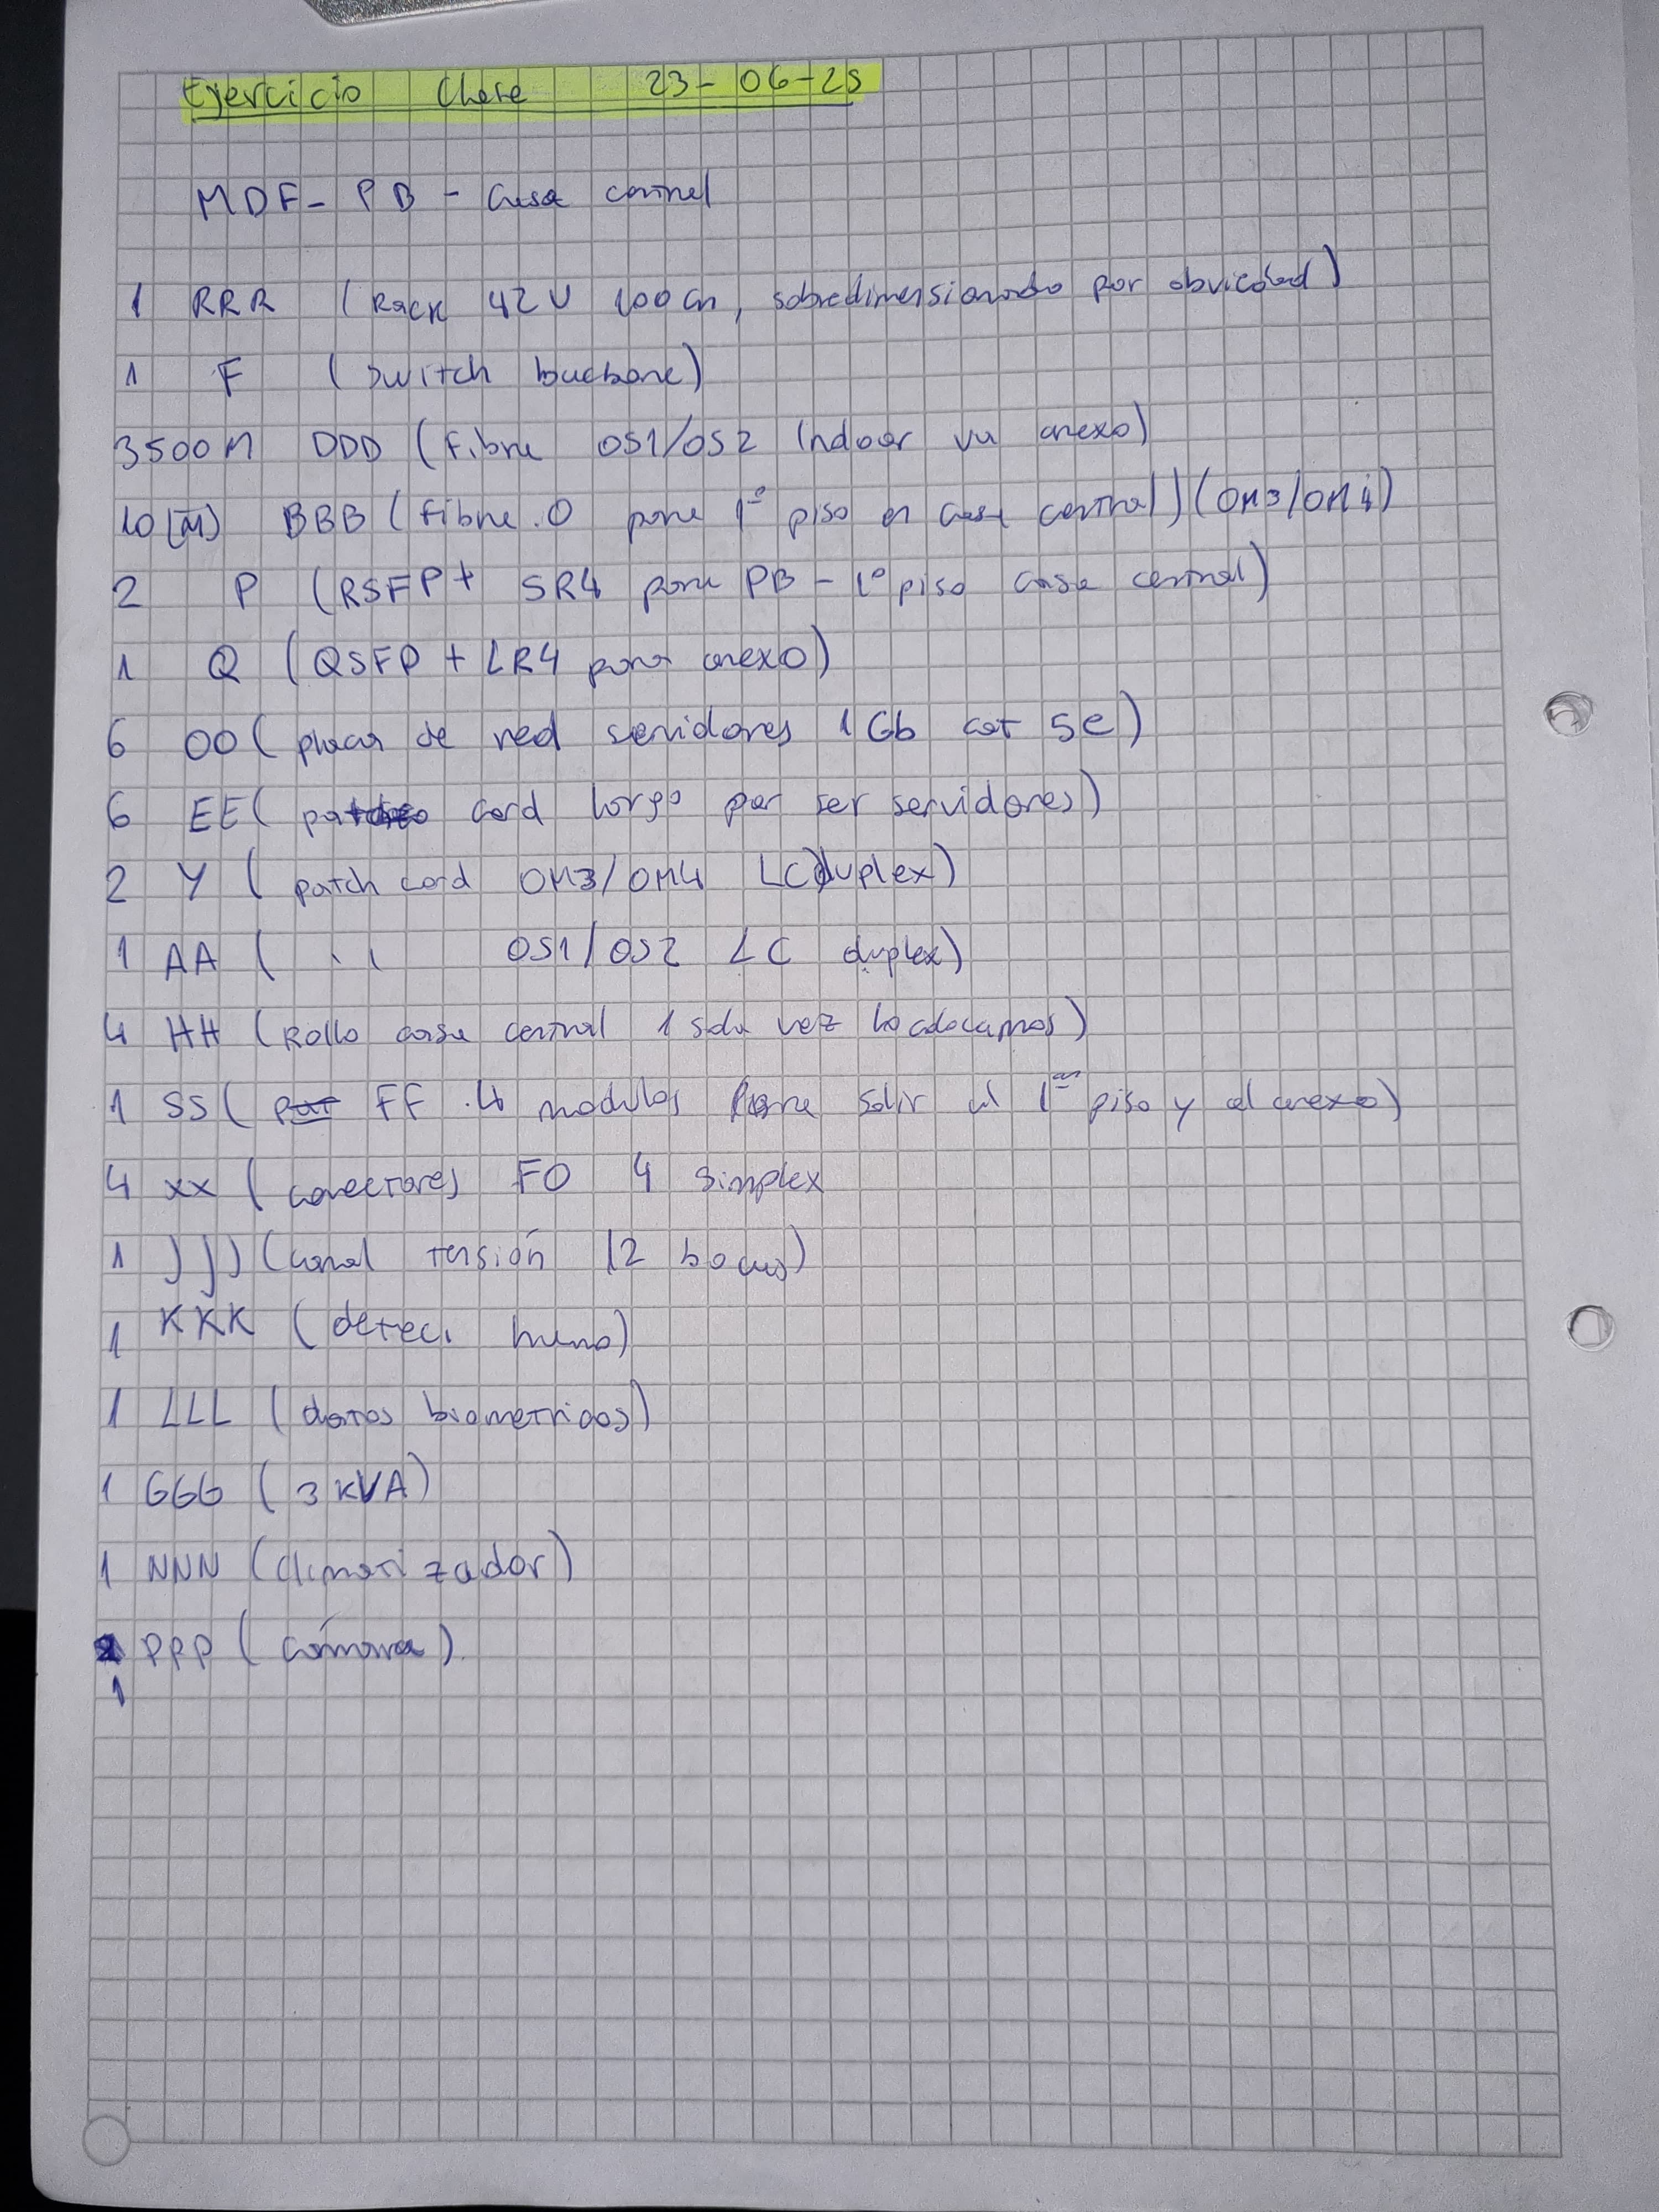 Ejercicio Clase 23-06-25
MDF- PB - Casa central
1 RRR (Rack 42U 100cm, sobredimensionado por obviedad)
1 F (switch backbone)
3500M DDD (Fibra OS1/OS2 Indoor va anexo)
10(M) BBB (fibra .O para 1º piso en casa central) (OM3/OM4)
2 P (RSFP+ SR4 para PB - 1º piso casa central)
1 Q (QSFP + LR4 para anexo)
6 OO (placas de red servidores 1Gb cat 5e)
6 EE ( cord largo por ser servidores)
2 Y ( patch cord OM3/OM4 LC duplex)
1 AA ( ıı OS1/OS2 LC duplex)
4 HH (Rollo casa central 1 sola vez lo colocamos)
1 SS ( FF .4 modulos para salir al 1er piso y al anexo)
4 XX (conectores FO 4 simplex
1 JJJ (canal tensión 12 bocas)
1 KKK (detec. humo)
1 LLL (datos biometricos)
1 GGG (3 KVA)
1 NNN (climatizador)
PPP (cámara).
1